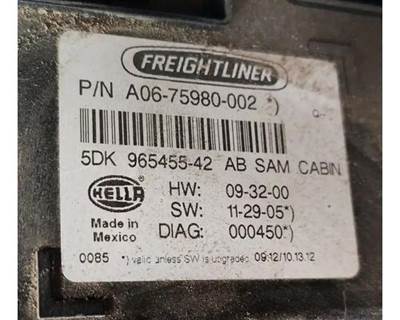 FREIGHTLINER
P/N A06-75980-002 *)
5DK 965455-42 AB SAM CABIN
HELLA
HW: 09-32-00
SW: 11-29-05*)
Made in
Mexico
DIAG: 000450*)
0085 *) valid unless SW is upgraded 09:12/10.13.12